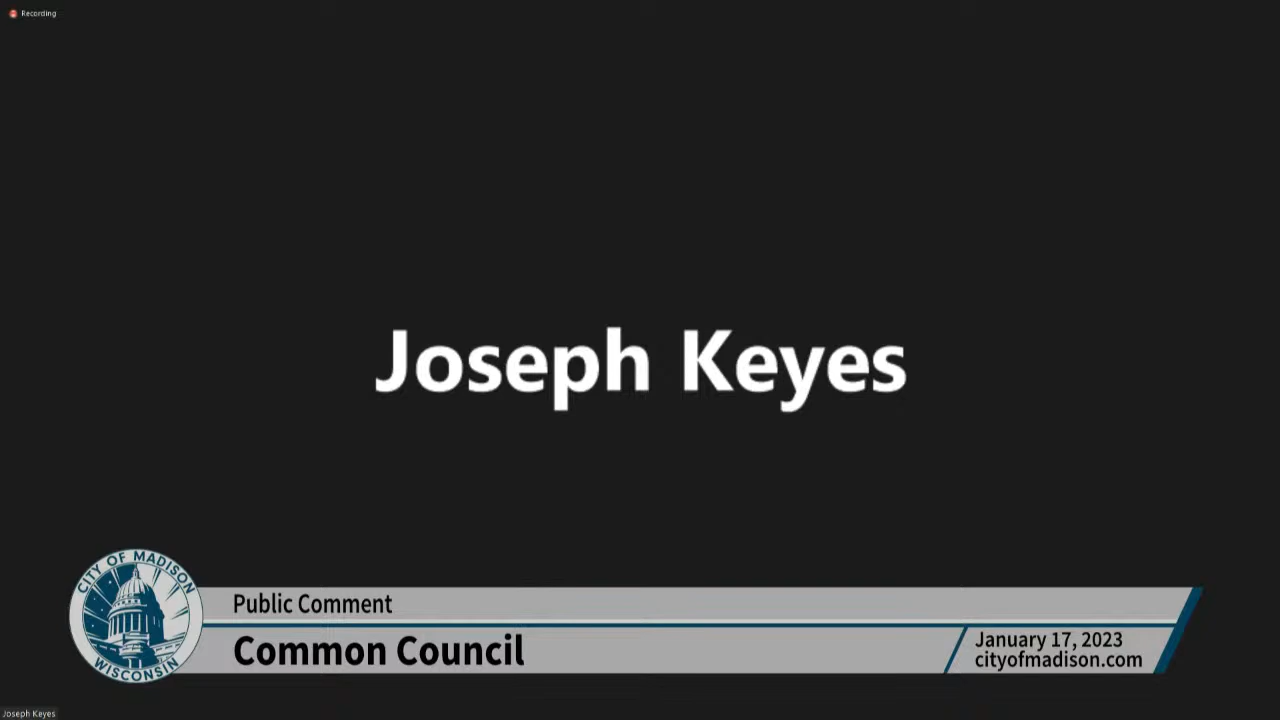 Recording
Joseph Keyes
CITY OF MADISON
WISCONSIN
Public Comment
Common Council
January 17, 2023
cityofmadison.com
Joseph Keyes